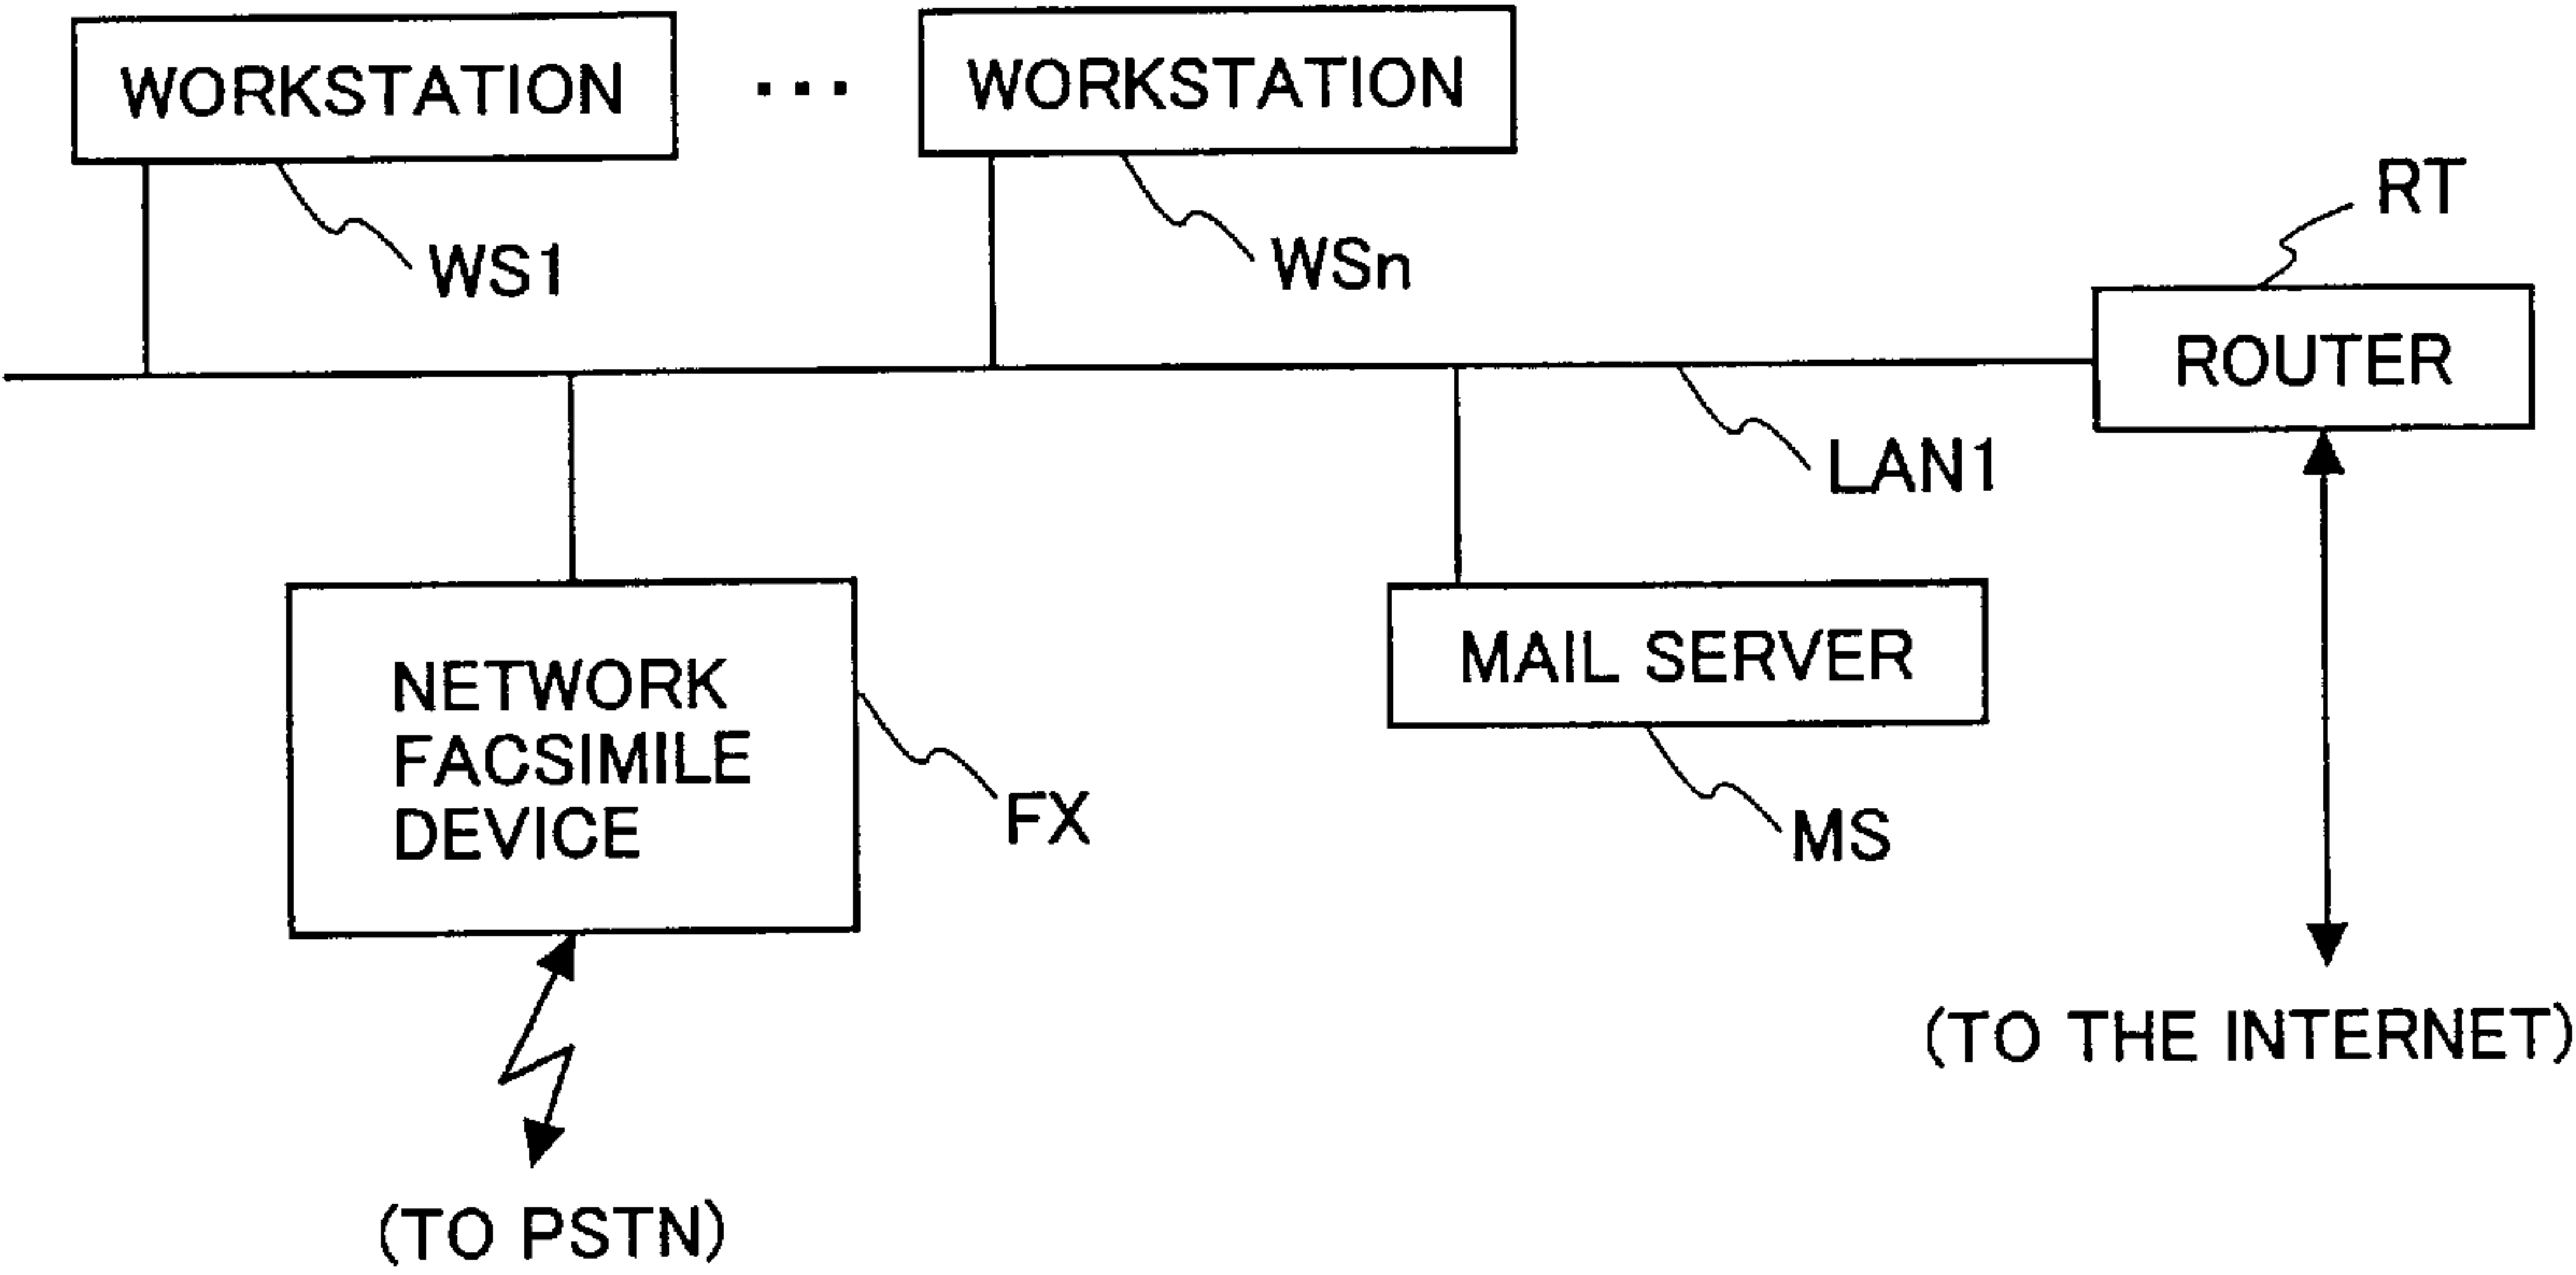 WORKSTATION
...
WORKSTATION
WS1
WSn
RT
ROUTER
LAN1
NETWORK
FACSIMILE
DEVICE
FX
MAIL SERVER
MS
(TO THE INTERNET)
(TO PSTN)